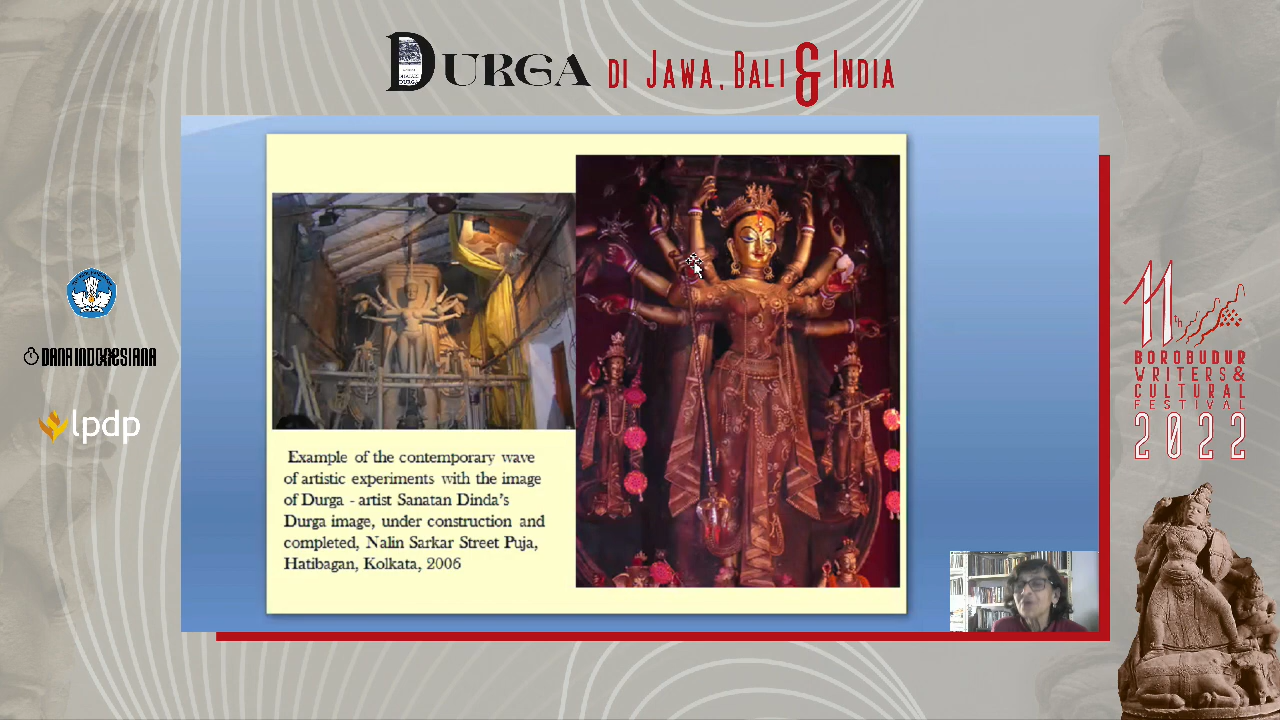 DURGA DI JAWA, BALI & INDIA
Example of the contemporary wave
of artistic experiments with the image
of Durga - artist Sanatan Dinda's
Durga image, under construction and
completed, Nalin Sarkar Street Puja,
Hatibagan, Kolkata, 2006
DANA INDONESIANA
lpdp
11th
BOROBUDUR
WRITERS &
CULTURAL
FESTIVAL
2022